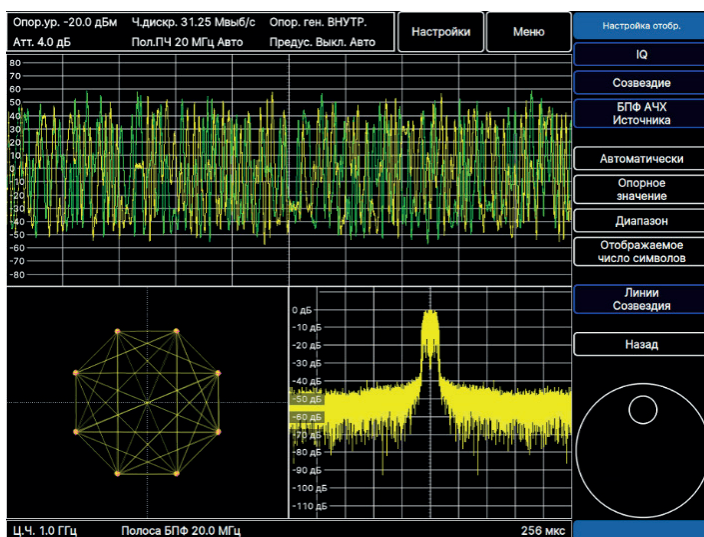 Опор.ур. -20.0 дБм Ч.дискр. 31.25 Мвыб/с Опор. ген. ВНУТР.
Атт. 4.0 дБ Пол.ПЧ 20 МГц Авто Предус. Выкл. Авто
Настройки
Меню
80
70
60
50
40
30
20
10
0
-10
-20
-30
-40
-50
-60
-70
-80
0 дБ
-10 дБ
-20 дБ
-30 дБ
-40 дБ
-50 дБ
-60 дБ
-70 дБ
-80 дБ
-90 дБ
-100 дБ
-110 дБ
Ц.Ч. 1.0 ГГц Полоса БПФ 20.0 МГц 256 мкс
Настройка отобр.
IQ
Созвездие
БПФ АЧХ
Источника
Автоматически
Опорное
значение
Диапазон
Отображаемое
число символов
Линии
Созвездия
Назад